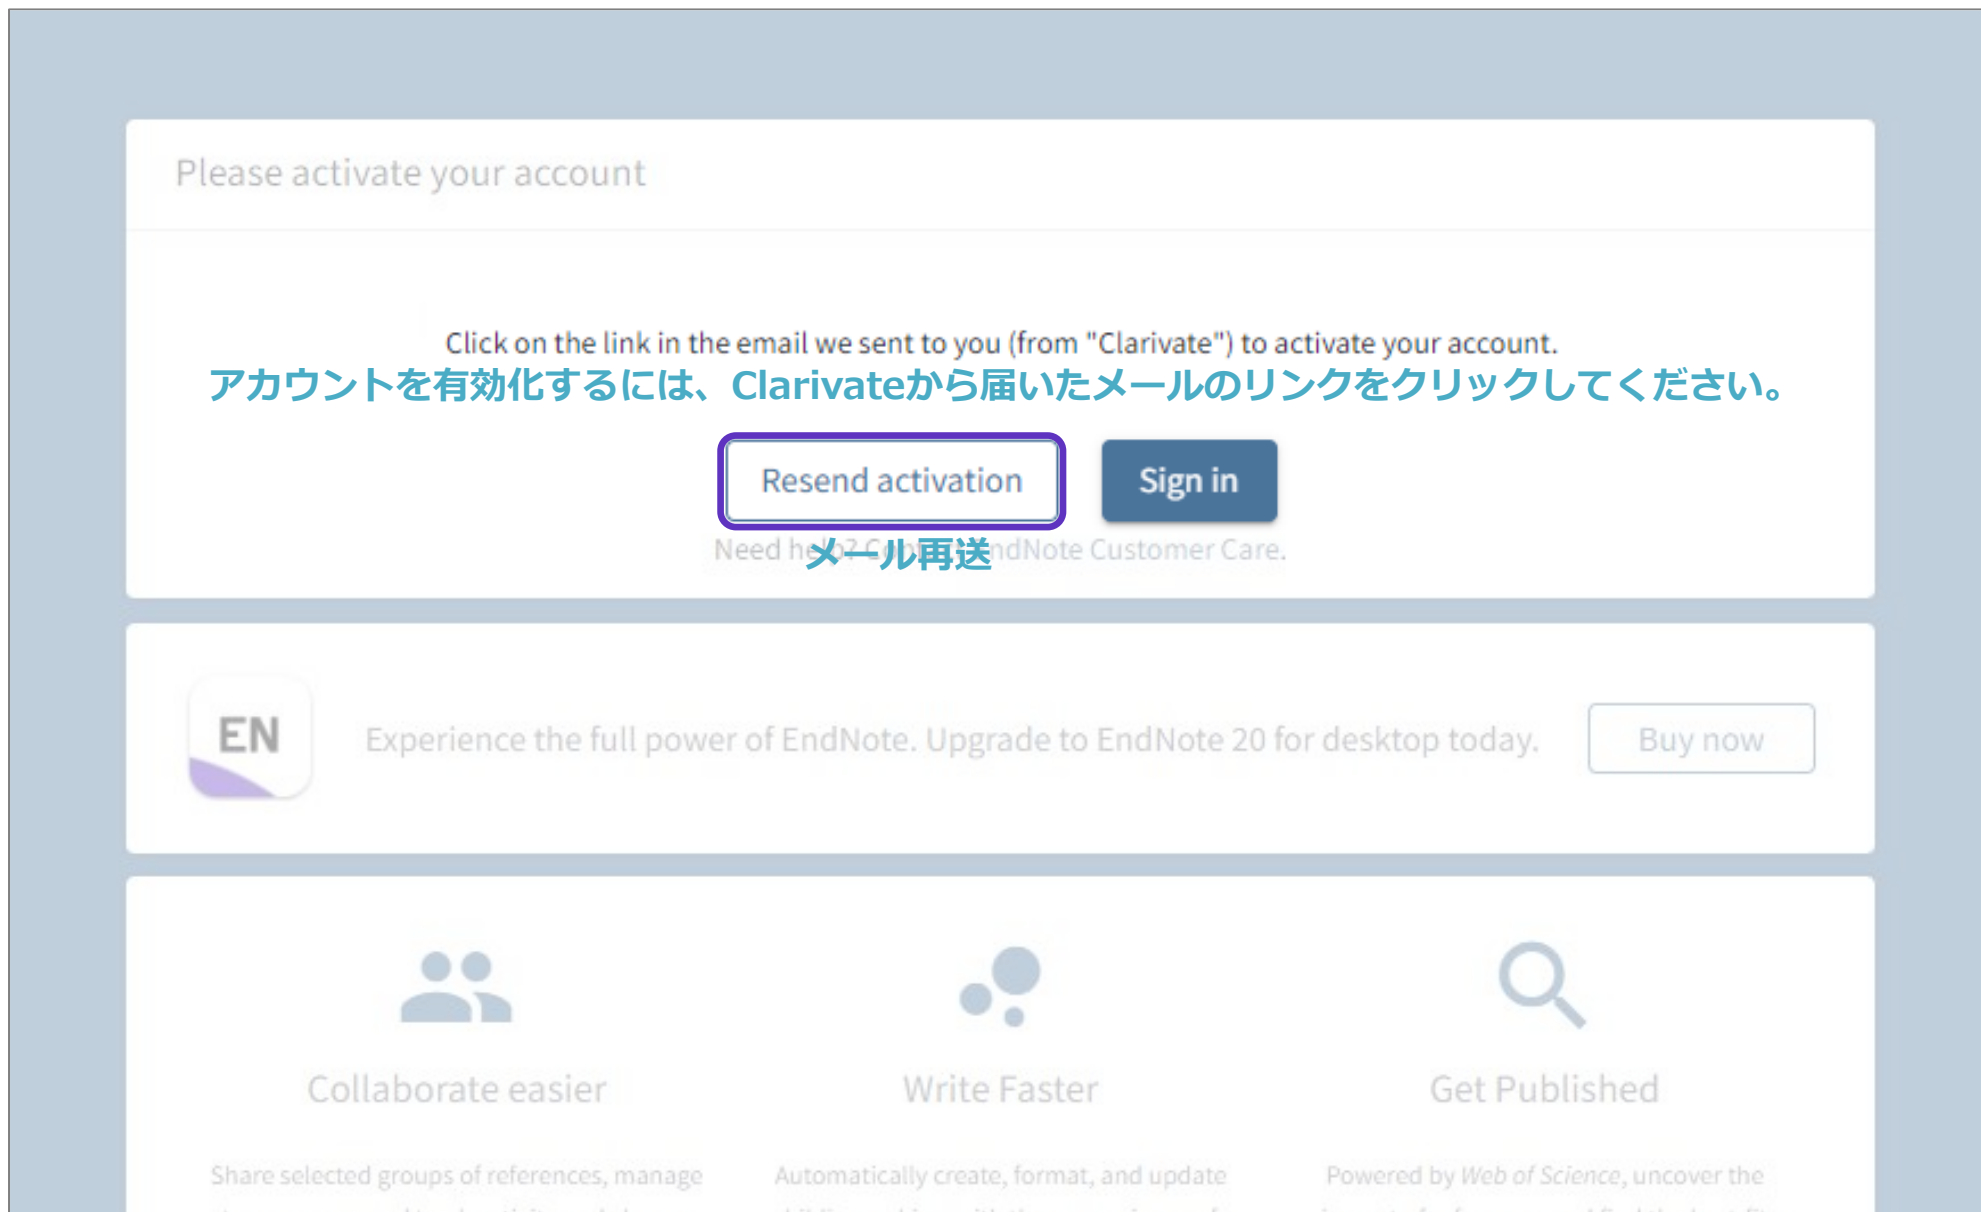 Please activate your account
Click on the link in the email we sent to you (from "Clarivate") to activate your account.
アカウントを有効化するには、Clarivateから届いたメールのリンクをクリックしてください。
Resend activation
Sign in
メール再送
Need help? Contact EndNote Customer Care.
EN
Experience the full power of EndNote. Upgrade to EndNote 20 for desktop today.
Buy now
Collaborate easier
Write Faster
Get Published
Share selected groups of references, manage
Automatically create, format, and update
Powered by Web of Science, uncover the